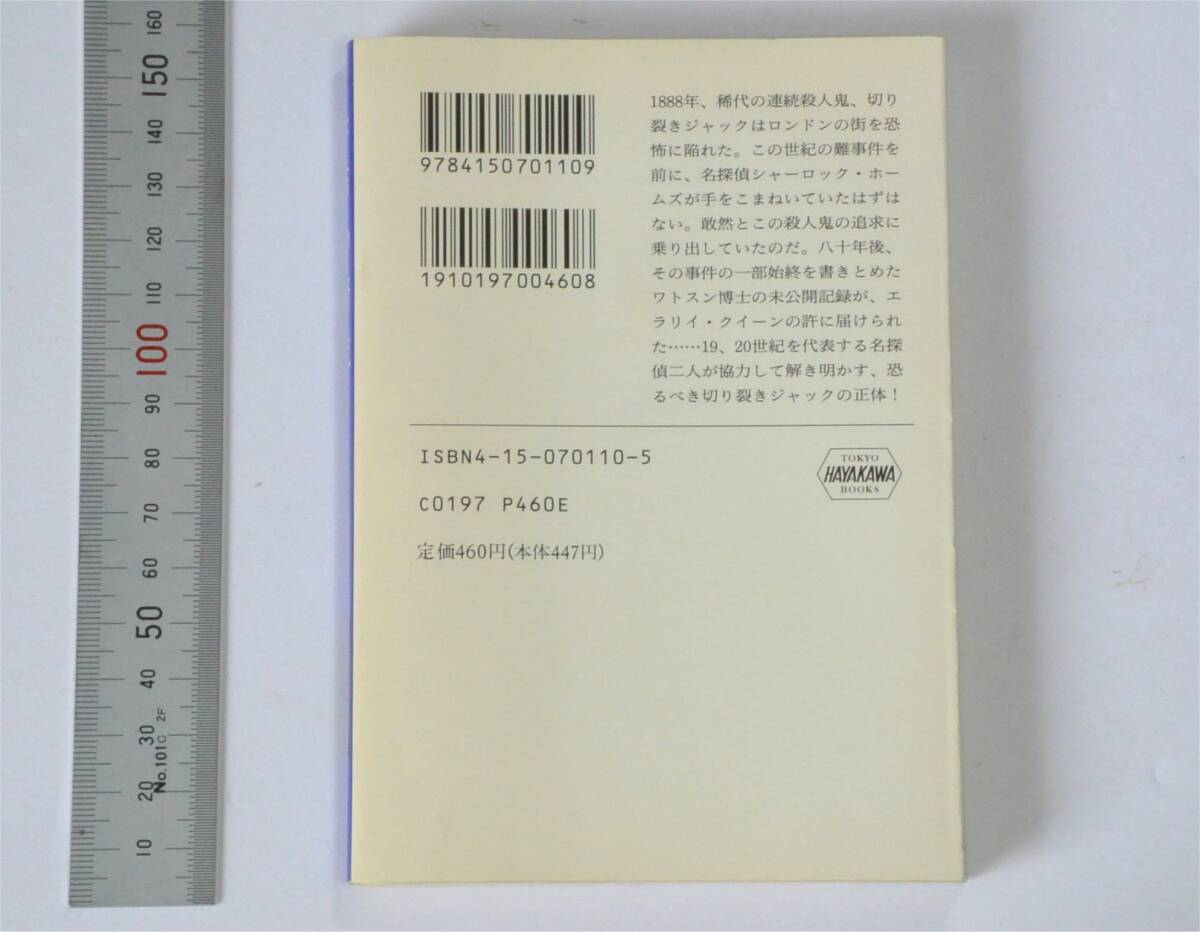 160
150
140
130
120
110
100
90
80
70
60
50
40
30
20
10
No.101C 2F
9784150701109
1910197004608
1888年、稀代の連続殺人鬼、切り
裂きジャックはロンドンの街を恐
怖に陥れた。この世紀の難事件を
前に、名探偵シャーロック・ホー
ムズが手をこまねいていたはずは
ない。敢然とこの殺人鬼の追求に
乗り出していたのだ。八十年後、
その事件の一部始終を書きとめた
ワトスン博士の未公開記録が、エ
ラリイ・クイーンの許に届けられ
た……19、20世紀を代表する名探
偵二人が協力して解き明かす、恐
るべき切り裂きジャックの正体！
ISBN4-15-070110-5
C0197 P460E
定価460円(本体447円)
TOKYO
HAYAKAWA
BOOKS